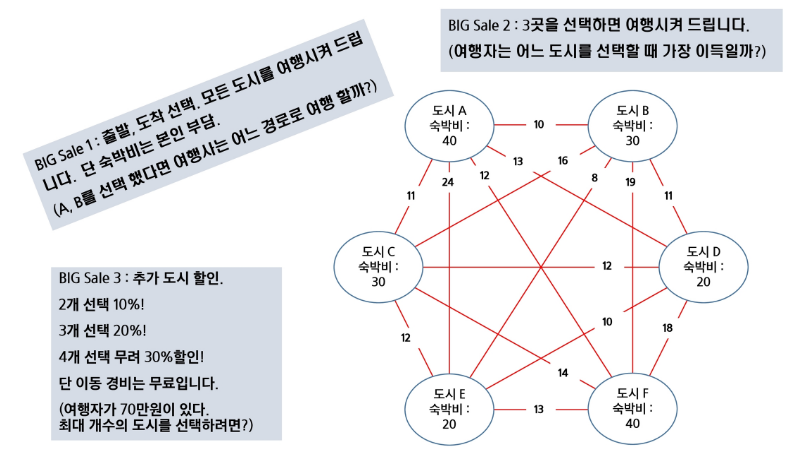 BIG Sale 1 : 출발, 도착 선택. 모든 도시를 여행시켜 드립
니다. 단 숙박비는 본인 부담.
(A, B를 선택 했다면 여행사는 어느 경로로 여행 할까?)
BIG Sale 2 : 3곳을 선택하면 여행시켜 드립니다.
(여행자는 어느 도시를 선택할 때 가장 이득일까?)
BIG Sale 3 : 추가 도시 할인.
2개 선택 10%!
3개 선택 20%!
4개 선택 무려 30%할인!
단 이동 경비는 무료입니다.
(여행자가 70만원이 있다.
최대 개수의 도시를 선택하려면?)
도시 A
숙박비 :
40
10
도시 B
숙박비 :
30
13
16
24
12
8
19
11
11
도시 C
숙박비 :
30
12
도시 D
숙박비 :
20
12
10
18
14
도시 E
숙박비 :
20
13
도시 F
숙박비 :
40